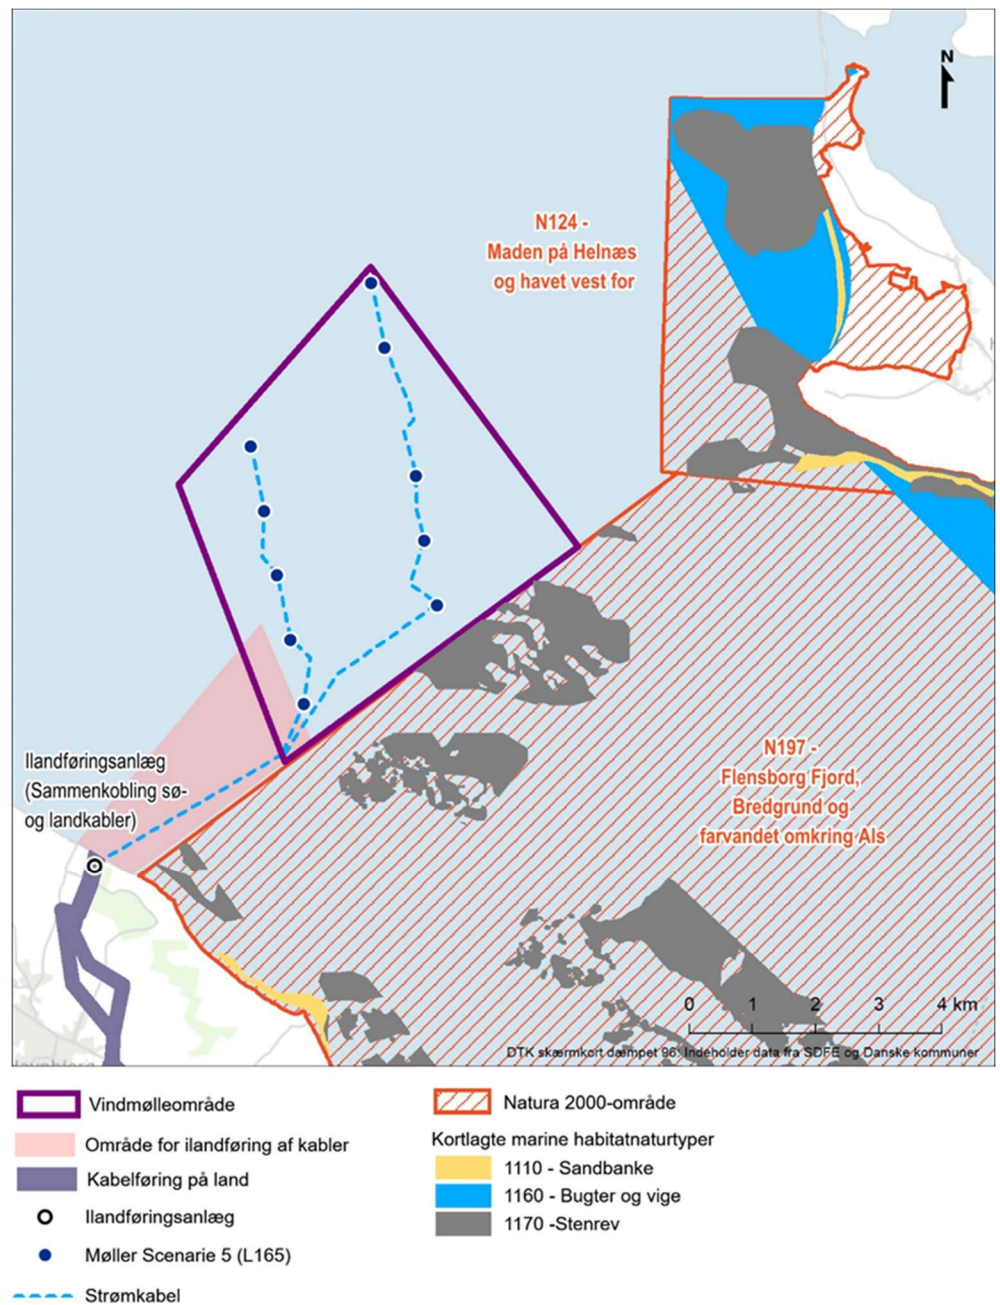 N
N124 -
Maden på Helnæs
og havet vest for
Ilandføringsanlæg
(Sammenkobling sø-
og landkabler)
N197 -
Flensborg Fjord,
Bredgrund og
farvandet omkring Als
0 1 2 3 4 km
DTK skærmkort dæmpet 96: Indeholder data fra SDFE og Danske kommuner
Vindmølleområde
Område for ilandføring af kabler
Kabelføring på land
Ilandføringsanlæg
Møller Scenarie 5 (L165)
Strømkabel
Natura 2000-område
Kortlagte marine habitatnaturtyper
1110 - Sandbanke
1160 - Bugter og vige
1170 -Stenrev